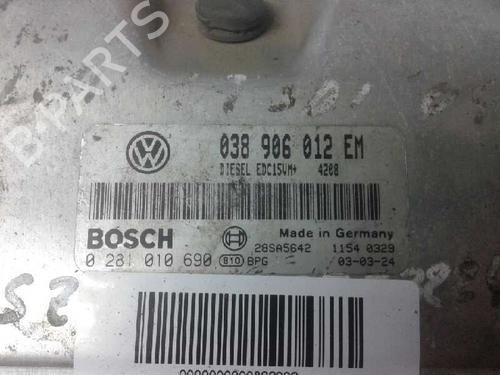 B-PARTS
038 906 012 EM
DIESEL EDC15VM+ 4208
BOSCH
28SA5642
Made in Germany
1154 0329
0 281 010 690 810 BPG
03-03-24